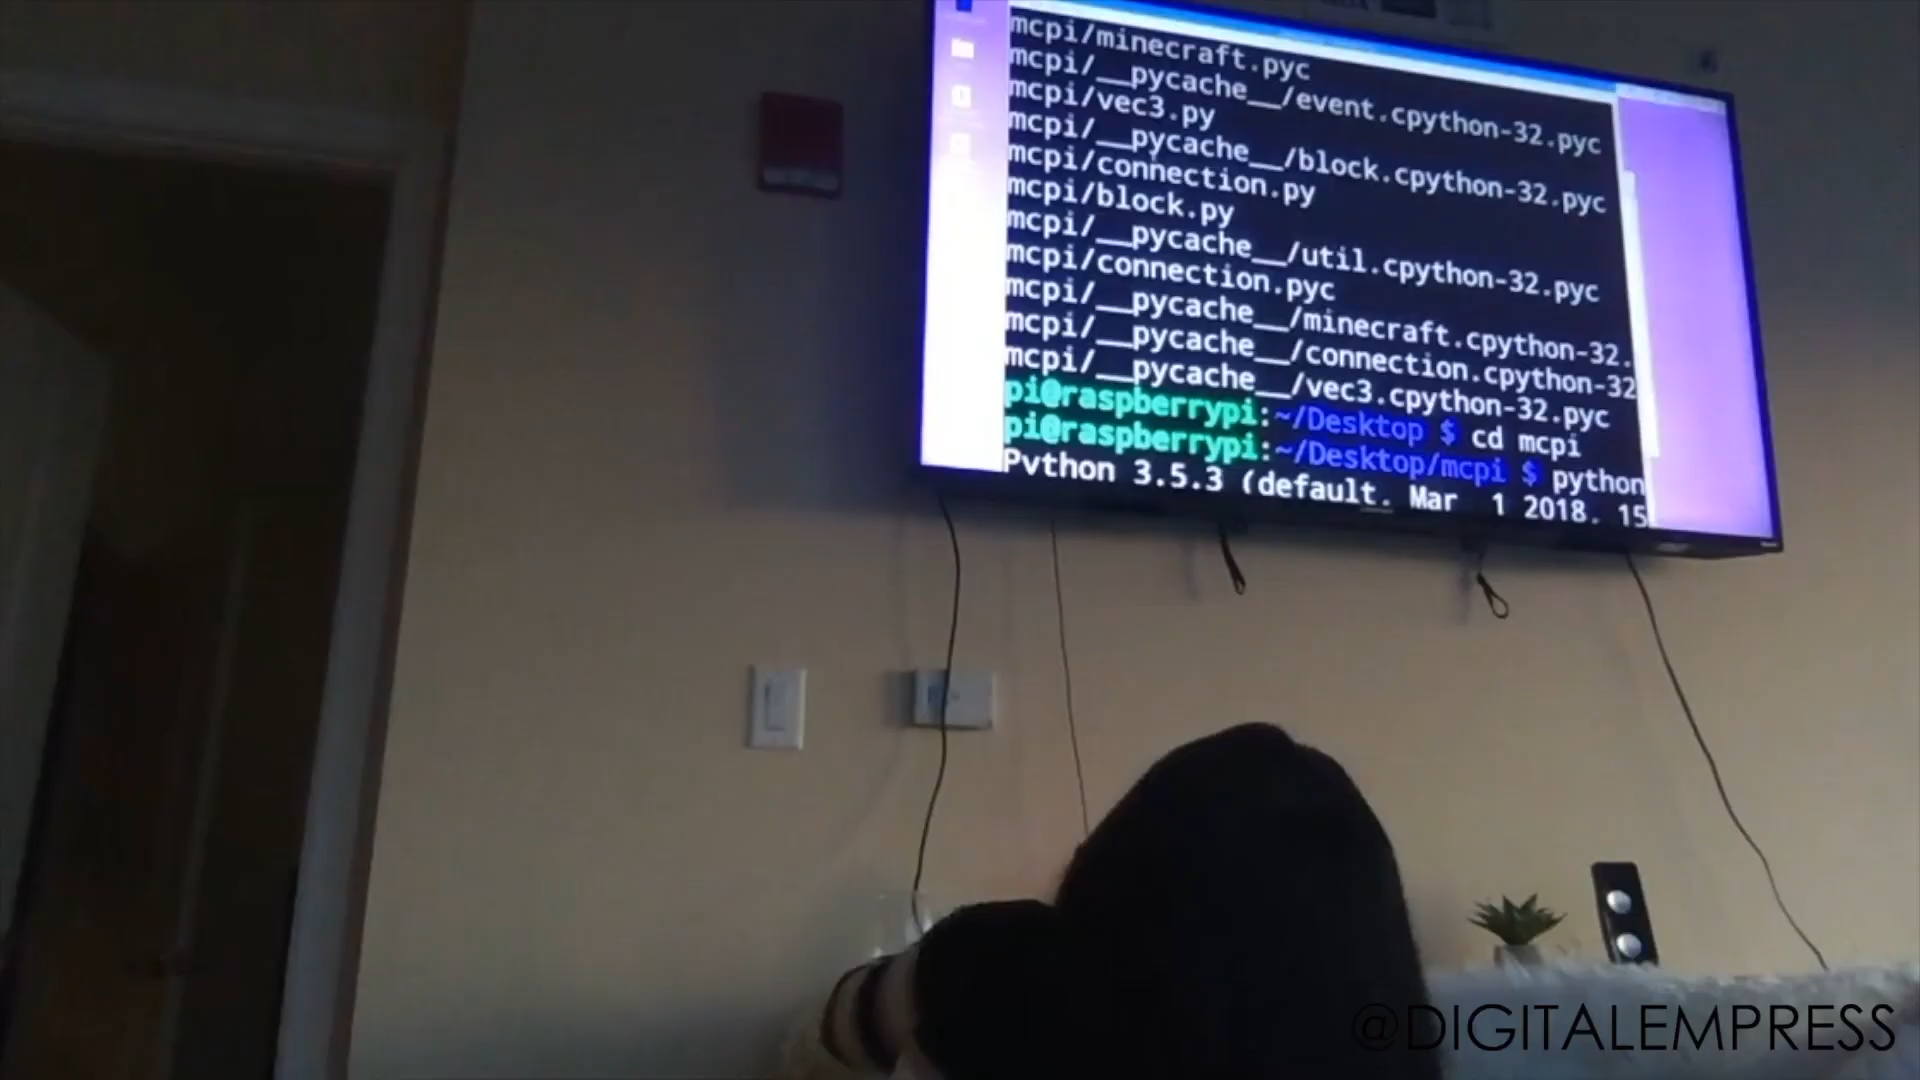 mcpi/minecraft.pyc
mcpi/__pycache__/event.cpython-32.pyc
mcpi/vec3.py
mcpi/__pycache__/block.cpython-32.pyc
mcpi/connection.py
mcpi/block.py
mcpi/__pycache__/util.cpython-32.pyc
mcpi/connection.pyc
mcpi/__pycache__/minecraft.cpython-32.
mcpi/__pycache__/connection.cpython-32
mcpi/__pycache__/vec3.cpython-32.pyc
pi@raspberrypi:~/Desktop $ cd mcpi
pi@raspberrypi:~/Desktop/mcpi $ python
Python 3.5.3 (default, Mar  1 2018, 15
@DIGITALEMPRESS